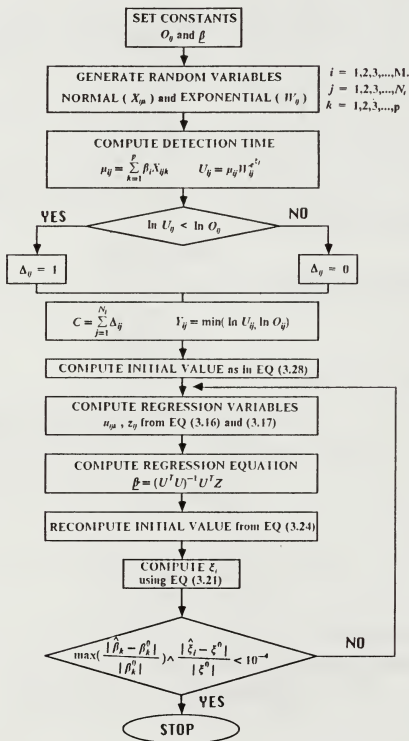 SET CONSTANTS
O_ij and β
GENERATE RANDOM VARIABLES
NORMAL ( X_ijk ) and EXPONENTIAL ( W_ij )
i = 1,2,3,...,M.
j = 1,2,3,...,N_i
k = 1,2,3,...,p
COMPUTE DETECTION TIME
μ_ij = Σ_{k=1}^{p} β_i X_ijk U_ij = μ_ij W_ij^{e^{ξ_i}}
YES
NO
ln U_ij < ln O_ij
Δ_ij = 1
Δ_ij = 0
C = Σ_{j=1}^{N_i} Δ_ij Y_ij = min( ln U_ij, ln O_ij)
COMPUTE INITIAL VALUE as in EQ (3.28)
COMPUTE REGRESSION VARIABLES
u_ijk , z_ij from EQ (3.16) and (3.17)
COMPUTE REGRESSION EQUATION
β = (U^T U)^{-1} U^T Z
RECOMPUTE INITIAL VALUE from EQ (3.24)
COMPUTE ξ_i
using EQ (3.21)
NO
max( |β̂_k − β_k^0| / |β_k^0| ) ∧ |ξ̂_i − ξ^0| / |ξ^0| < 10^{-4}
YES
STOP